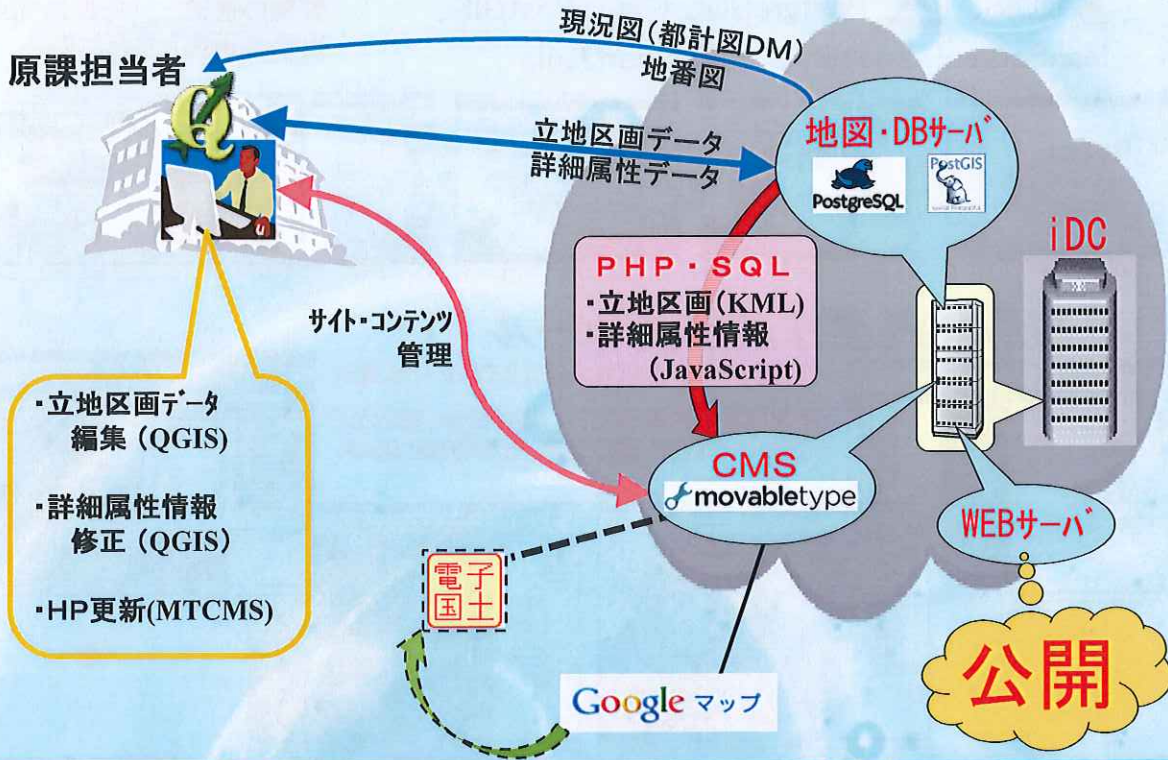 現況図(都計図DM)
地番図
原課担当者
立地区画データ
詳細属性データ
地図・DBサーバ
PostgreSQL
PostGIS
iDC
PHP・SQL
・立地区画(KML)
・詳細属性情報
(JavaScript)
サイト・コンテンツ
管理
・立地区画データ
編集(QGIS)
・詳細属性情報
修正(QGIS)
・HP更新(MTCMS)
CMS
movabletype
WEBサーバ
電子
国土
公開
Google マップ